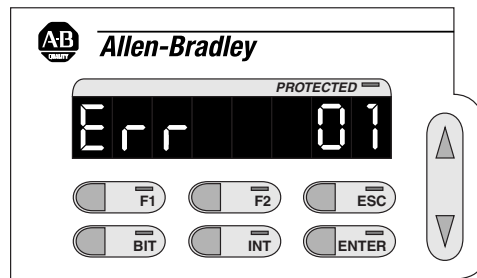 AB
QUALITY
Allen-Bradley
PROTECTED
Err 01
F1 F2 ESC
BIT INT ENTER